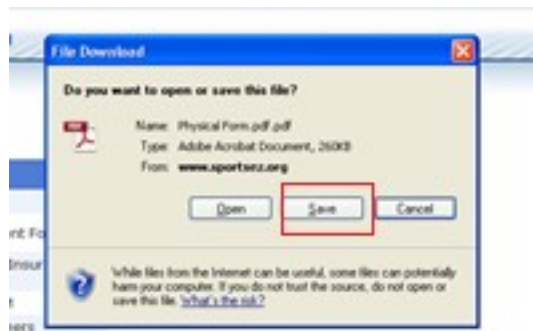 File Download
Do you want to open or save this file?
Name: Physical Form.pdf.pdf
Type: Adobe Acrobat Document, 260KB
From: www.sportsez.org
Open Save Cancel
nt Fo
Insur
While files from the Internet can be useful, some files can potentially
harm your computer. If you do not trust the source, do not open or
save this file. What's the risk?